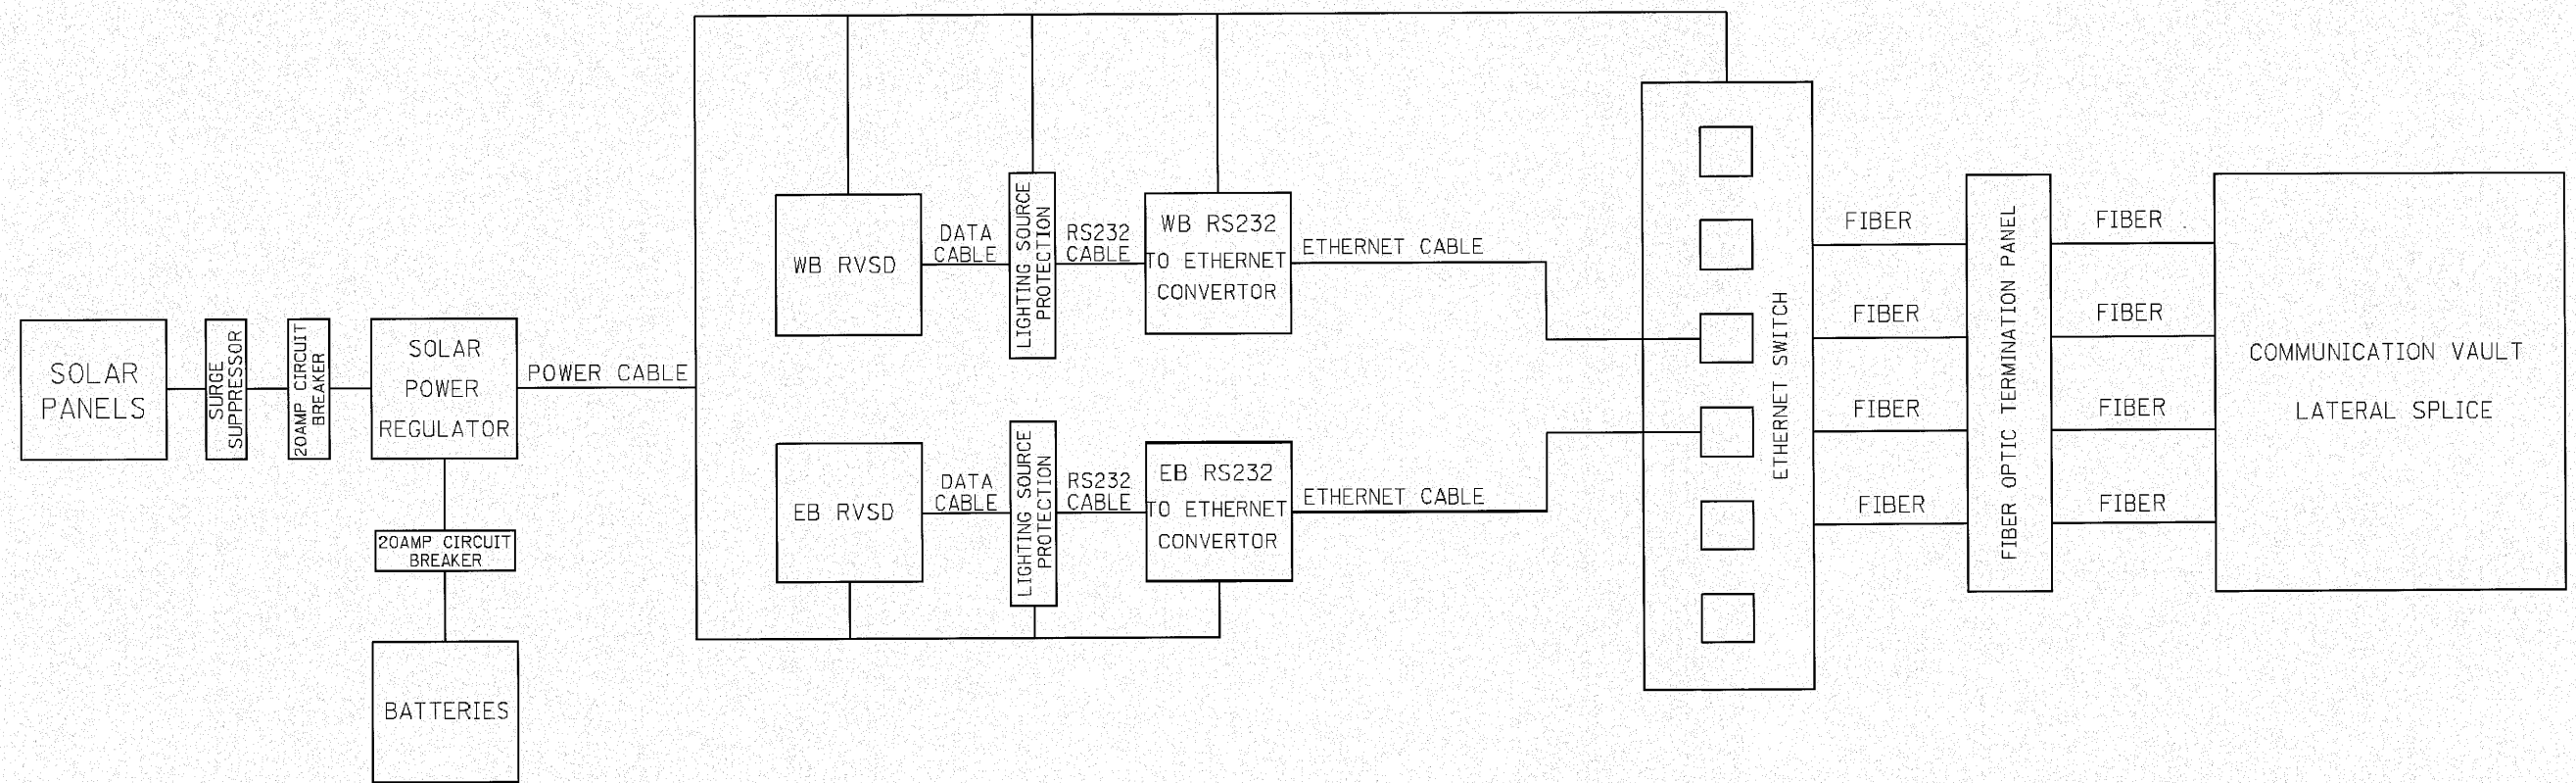 SOLAR
PANELS
SURGE
SUPPRESSOR
20AMP CIRCUIT
BREAKER
SOLAR
POWER
REGULATOR
POWER CABLE
20AMP CIRCUIT
BREAKER
BATTERIES
WB RVSD
DATA
CABLE
LIGHTING SOURCE
PROTECTION
RS232
CABLE
WB RS232
TO ETHERNET
CONVERTOR
ETHERNET CABLE
EB RVSD
DATA
CABLE
LIGHTING SOURCE
PROTECTION
RS232
CABLE
EB RS232
TO ETHERNET
CONVERTOR
ETHERNET CABLE
ETHERNET SWITCH
FIBER
FIBER
FIBER
FIBER
FIBER OPTIC TERMINATION PANEL
FIBER
FIBER
FIBER
FIBER
COMMUNICATION VAULT
LATERAL SPLICE